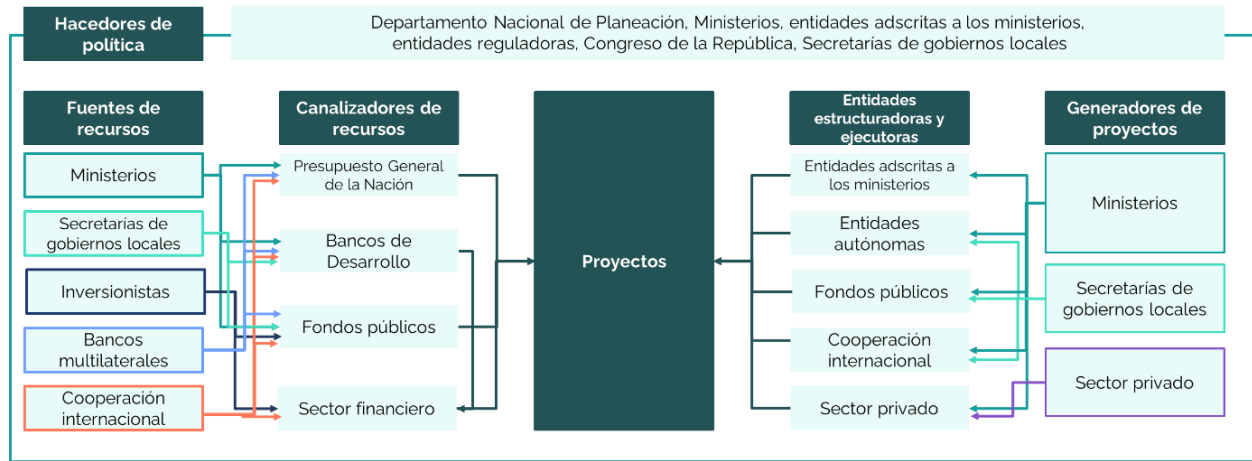 Hacedores de
política
Departamento Nacional de Planeación, Ministerios, entidades adscritas a los ministerios,
entidades reguladoras, Congreso de la República, Secretarías de gobiernos locales
Fuentes de
recursos
Ministerios
Secretarías de
gobiernos locales
Inversionistas
Bancos
multilaterales
Cooperación
internacional
Canalizadores de
recursos
Presupuesto General
de la Nación
Bancos de
Desarrollo
Fondos públicos
Sector financiero
Proyectos
Entidades
estructuradoras y
ejecutoras
Entidades adscritas a
los ministerios
Entidades
autónomas
Fondos públicos
Cooperación
internacional
Sector privado
Generadores de
proyectos
Ministerios
Secretarías de
gobiernos locales
Sector privado